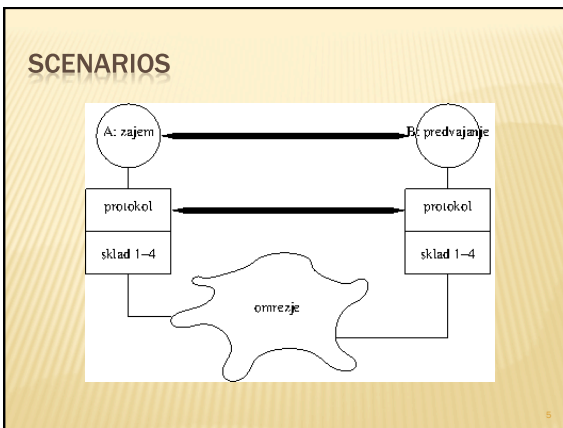 SCENARIOS
A: zajem
B: predvajanje
protokol
protokol
sklad 1–4
sklad 1–4
omrezje
5